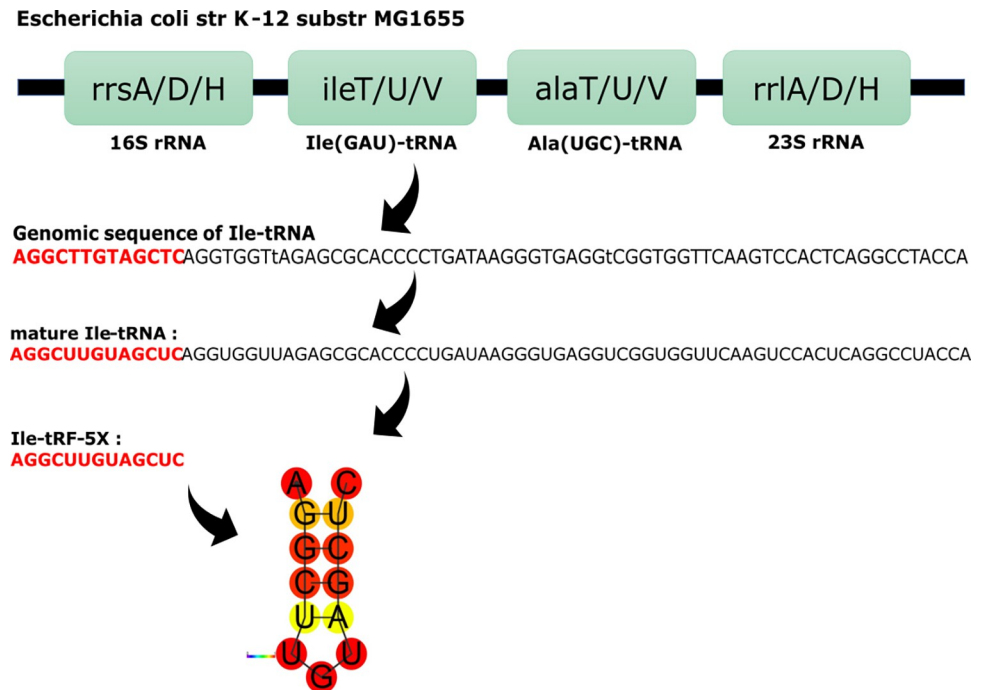 Escherichia coli str K-12 substr MG1655
rrsA/D/H ileT/U/V alaT/U/V rrlA/D/H
16S rRNA Ile(GAU)-tRNA Ala(UGC)-tRNA 23S rRNA
Genomic sequence of Ile-tRNA
AGGCTTGTAGCTCAGGTGGTtAGAGCGCACCCCTGATAAGGGTGAGGtCGGTGGTTCAAGTCCACTCAGGCCTACCA
mature Ile-tRNA :
AGGCUUGUAGCUCAGGUGGUUAGAGCGCACCCCUGAUAAGGGUGAGGUCGGUGGUUCAAGUCCACUCAGGCCUACCA
Ile-tRF-5X :
AGGCUUGUAGCUC
A C
G U
G C
C G
U A
U U
G